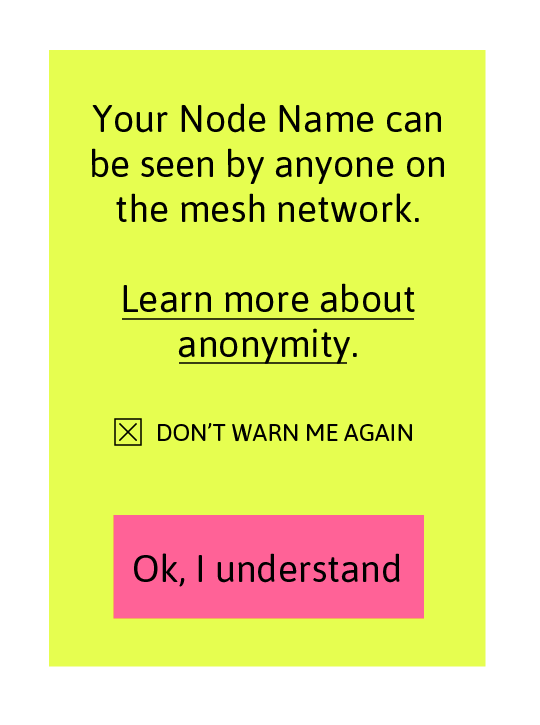 Your Node Name can
be seen by anyone on
the mesh network.
Learn more about
anonymity.
DON’T WARN ME AGAIN
Ok, I understand